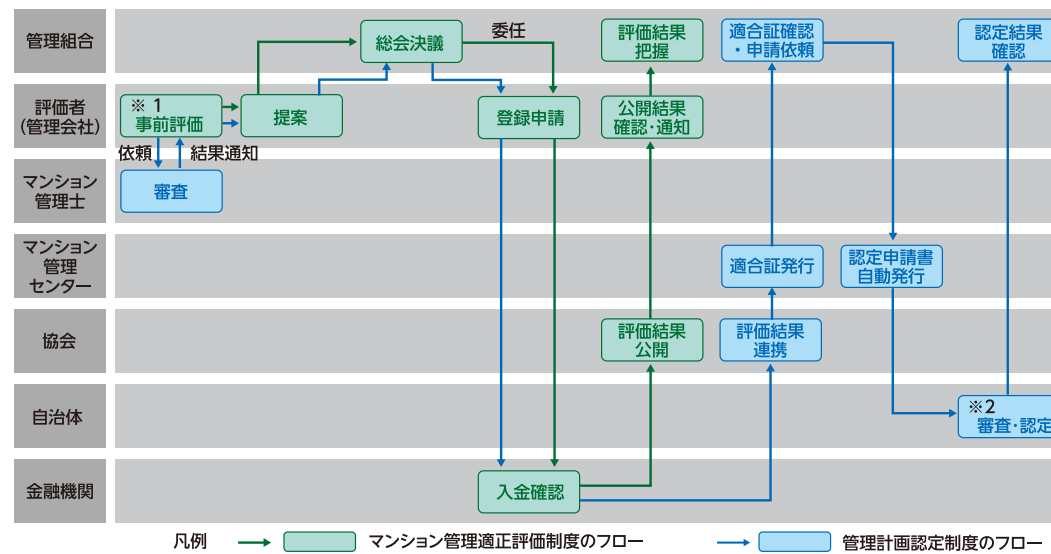 管理組合
総会決議
委任
評価結果
把握
適合証確認
・申請依頼
認定結果
確認
評価者
(管理会社)
※1
事前評価
提案
登録申請
公開結果
確認・通知
依頼
結果通知
マンション
管理士
審査
マンション
管理
センター
適合証発行
認定申請書
自動発行
協会
評価結果
公開
評価結果
連携
自治体
※2
審査・認定
金融機関
入金確認
凡例
マンション管理適正評価制度のフロー
管理計画認定制度のフロー